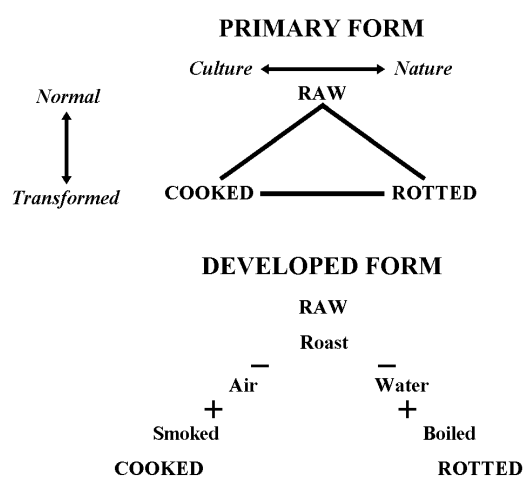 PRIMARY FORM
Culture Nature
Normal
RAW
Transformed
COOKED ROTTED
DEVELOPED FORM
RAW
Roast
− −
Air Water
+ +
Smoked Boiled
COOKED ROTTED